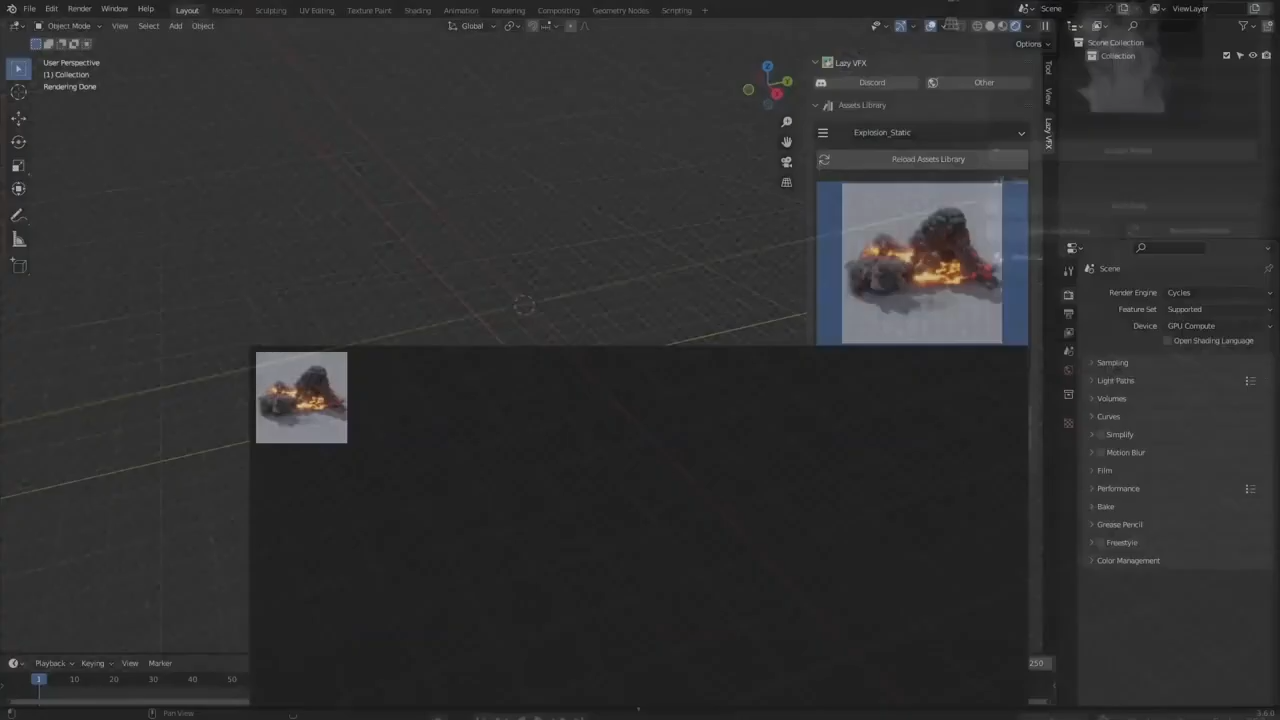 File Edit Render Window Help Layout Modeling Sculpting UV Editing Texture Paint Shading Animation Rendering Compositing Geometry Nodes Scripting + Scene ViewLayer
Object Mode View Select Add Object Global
Options
User Perspective
(1) Collection
Rendering Done
Z
Lazy VFX
Discord Other
Assets Library
Explosion_Static
Reload Assets Library
Tool
View
Lazy VFX
Scene Collection
Collection
Scene
Render Engine Cycles
Feature Set Supported
Device GPU Compute
Open Shading Language
Sampling
Light Paths
Volumes
Curves
Simplify
Motion Blur
Film
Performance
Bake
Grease Pencil
Freestyle
Color Management
Playback Keying View Marker
250
1 10 20 30 40 50
Pan View
3.6.0